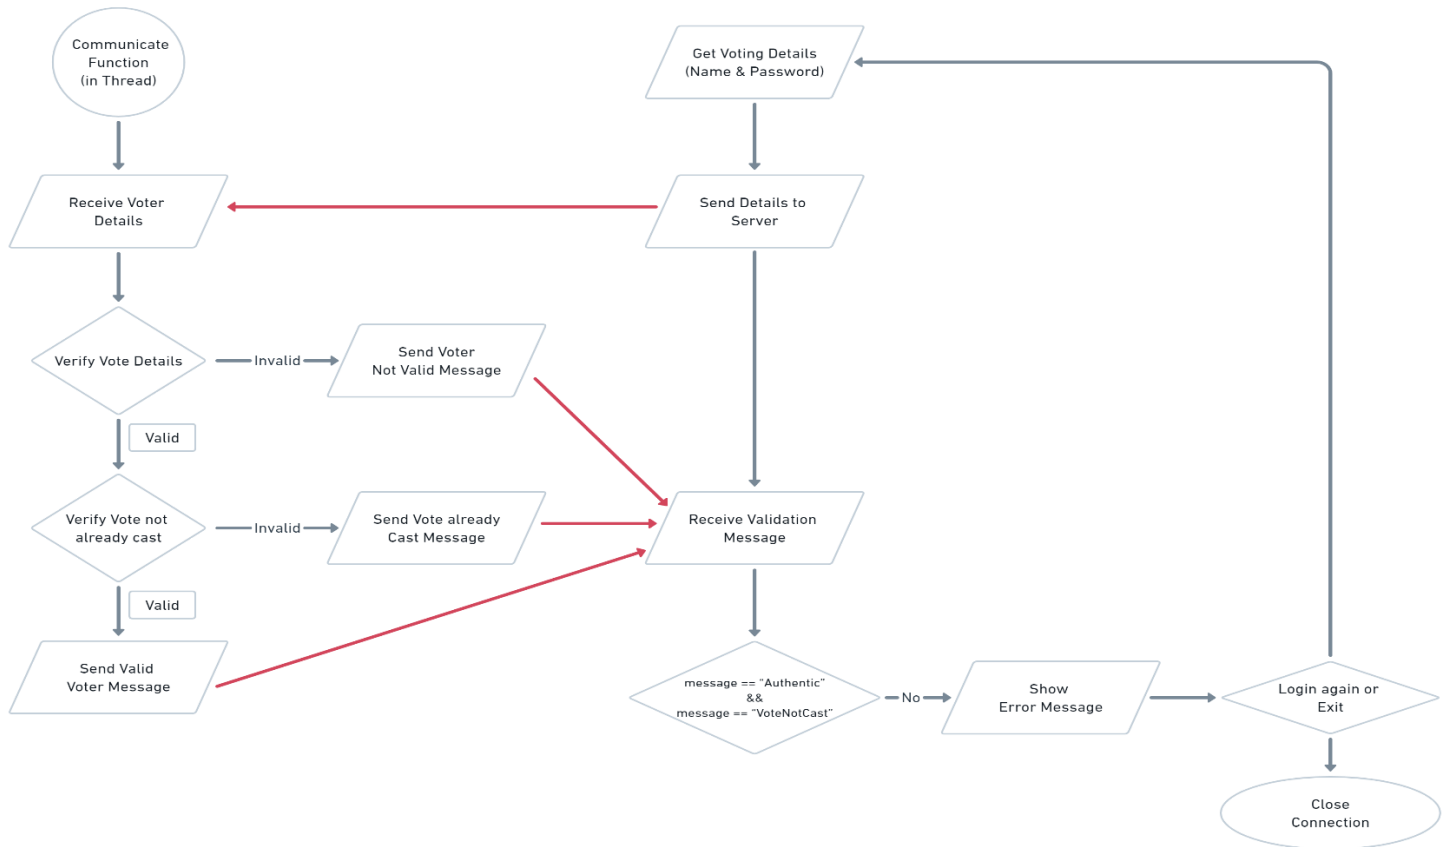 Communicate
Function
(in Thread)
Get Voting Details
(Name & Password)
Receive Voter
Details
Send Details to
Server
Verify Vote Details
Invalid
Send Voter
Not Valid Message
Valid
Verify Vote not
already cast
Invalid
Send Vote already
Cast Message
Receive Validation
Message
Valid
Send Valid
Voter Message
message == “Authentic”
&&
message == “VoteNotCast”
No
Show
Error Message
Login again or
Exit
Close
Connection